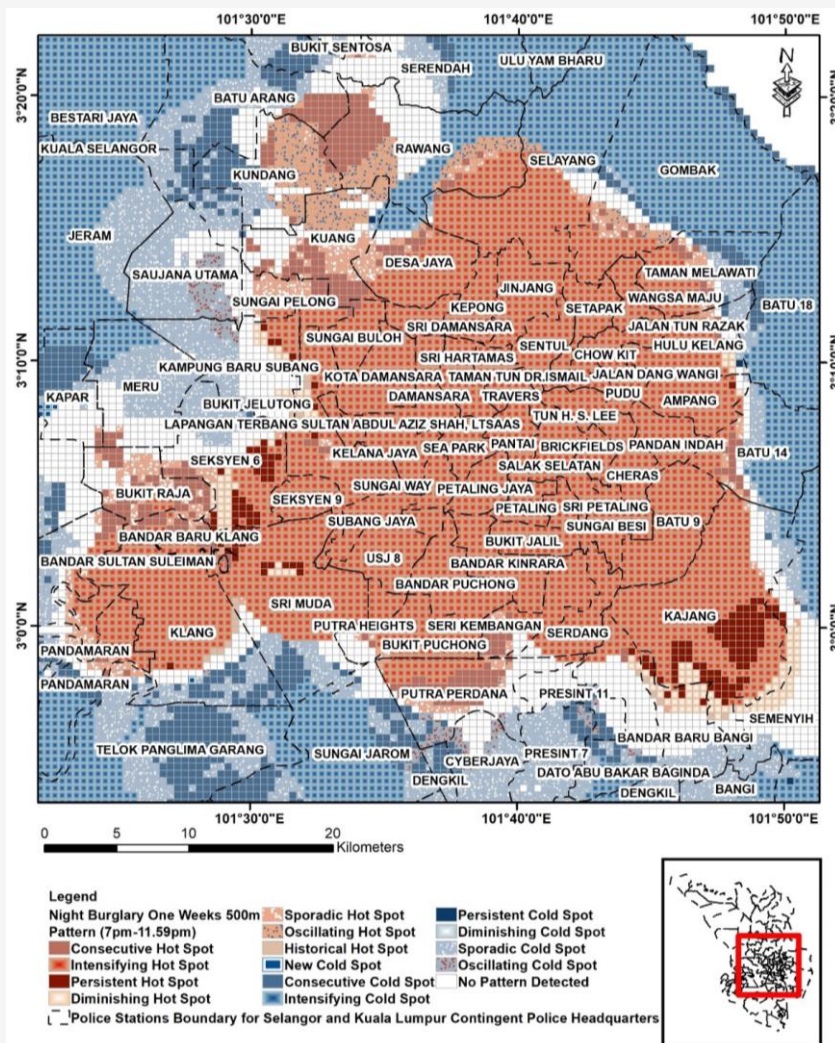 101°30'0"E 101°40'0"E 101°50'0"E
BUKIT SENTOSA
SERENDAH
ULU YAM BHARU
N
3°20'0"N
3°20'0"N
BATU ARANG
BESTARI JAYA
KUALA SELANGOR
RAWANG
SELAYANG
GOMBAK
KUNDANG
JERAM
KUANG
SAUJANA UTAMA
DESA JAYA
TAMAN MELAWATI
JINJANG
SUNGAI PELONG
WANGSA MAJU
BATU 18
KEPONG
SETAPAK
SRI DAMANSARA
JALAN TUN RAZAK
SUNGAI BULOH
SENTUL
HULU KELANG
3°10'0"N
3°10'0"N
SRI HARTAMAS
CHOW KIT
KAMPUNG BARU SUBANG
KOTA DAMANSARA
TAMAN TUN DR.ISMAIL
JALAN DANG WANGI
MERU
KAPAR
DAMANSARA
TRAVERS
PUDU
AMPANG
BUKIT JELUTONG
TUN H. S. LEE
LAPANGAN TERBANG SULTAN ABDUL AZIZ SHAH, LTSAAS
SEA PARK
PANTAI
BRICKFIELDS
PANDAN INDAH
KELANA JAYA
BATU 14
SEKSYEN 6
SALAK SELATAN
CHERAS
SUNGAI WAY
PETALING JAYA
BUKIT RAJA
SEKSYEN 9
PETALING
SRI PETALING
SUBANG JAYA
SUNGAI BESI
BATU 9
BANDAR BARU KLANG
BUKIT JALIL
BANDAR SULTAN SULEIMAN
USJ 8
BANDAR KINRARA
BANDAR PUCHONG
SRI MUDA
KAJANG
3°0'0"N
3°0'0"N
KLANG
PUTRA HEIGHTS
SERI KEMBANGAN
SERDANG
PANDAMARAN
BUKIT PUCHONG
PANDAMARAN
PUTRA PERDANA
PRESINT 11
SEMENYIH
BANDAR BARU BANGI
TELOK PANGLIMA GARANG
SUNGAI JAROM
CYBERJAYA
PRESINT 7
DENGKIL
DATO ABU BAKAR BAGINDA
DENGKIL
BANGI
101°30'0"E 101°40'0"E 101°50'0"E
0 5 10 20
Kilometers
Legend
Night Burglary One Weeks 500m
Pattern (7pm-11.59pm)
Consecutive Hot Spot
Intensifying Hot Spot
Persistent Hot Spot
Diminishing Hot Spot
Sporadic Hot Spot
Oscillating Hot Spot
Historical Hot Spot
New Cold Spot
Consecutive Cold Spot
Intensifying Cold Spot
Persistent Cold Spot
Diminishing Cold Spot
Sporadic Cold Spot
Oscillating Cold Spot
No Pattern Detected
Police Stations Boundary for Selangor and Kuala Lumpur Contingent Police Headquarters